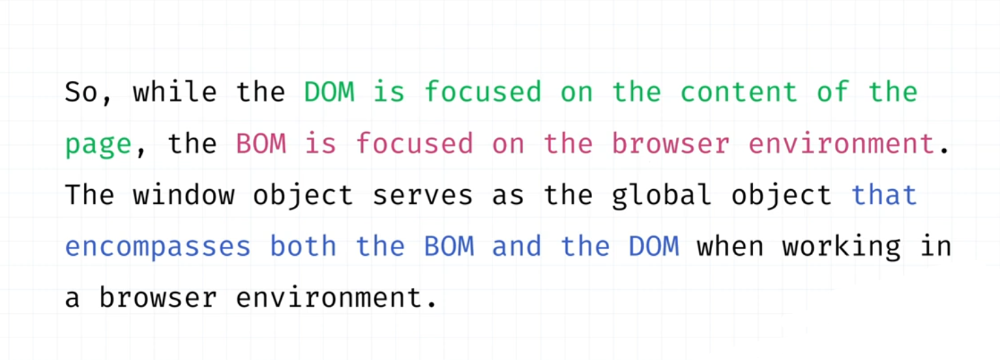 So, while the DOM is focused on the content of the
page, the BOM is focused on the browser environment.
The window object serves as the global object that
encompasses both the BOM and the DOM when working in
a browser environment.